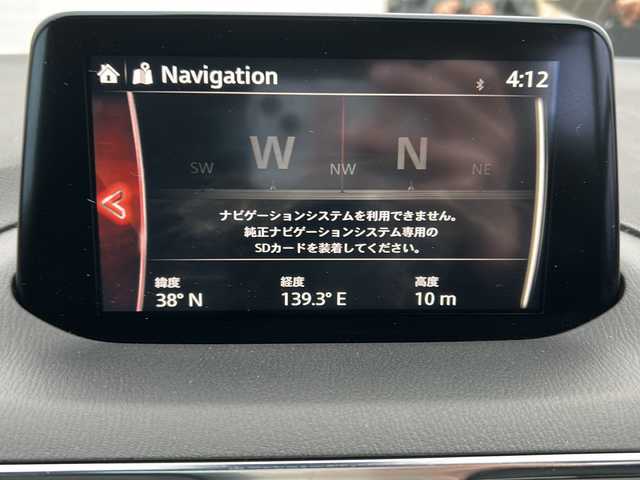 Navigation 4:12
W N
SW NW NE
ナビゲーションシステムを利用できません。
純正ナビゲーションシステム専用の
SDカードを装着してください。
緯度 経度 高度
38° N 139.3° E 10 m